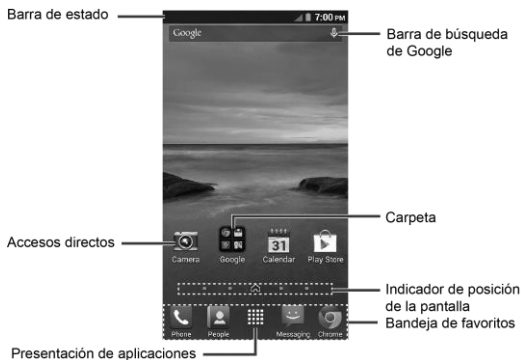 Barra de estado
7:00 PM
Google
Barra de búsqueda
de Google
Carpeta
Accesos directos
Camera
Google
31
Calendar
Play Store
Indicador de posición
de la pantalla
Bandeja de favoritos
Phone
People
Messaging
Chrome
Presentación de aplicaciones